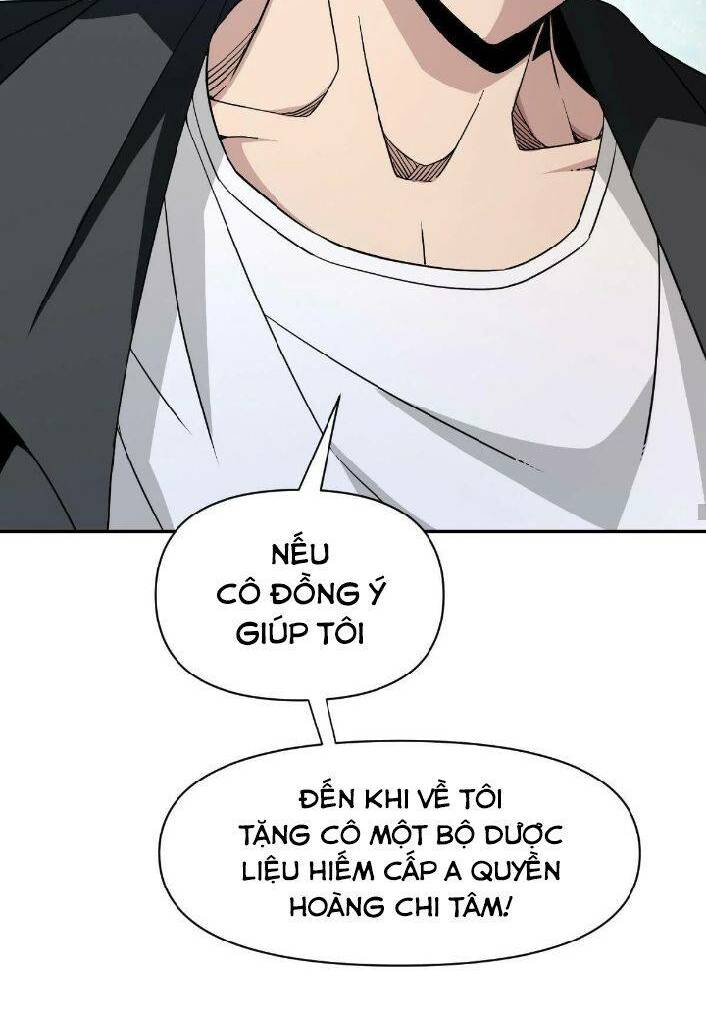 NẾU
CÔ ĐỒNG Ý
GIÚP TÔI
ĐẾN KHI VỀ TÔI
TẶNG CÔ MỘT BỘ DƯỢC
LIỆU HIẾM CẤP A QUYỀN
HOÀNG CHI TÂM!